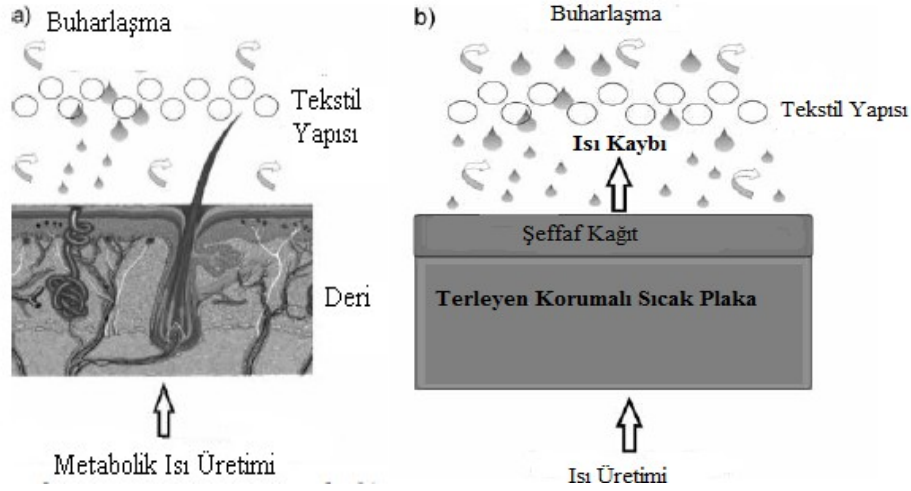 a)
Buharlaşma
Tekstil
Yapısı
Deri
Metabolik Isı Üretimi
b)
Buharlaşma
Tekstil Yapısı
Isı Kaybı
Şeffaf Kağıt
Terleyen Korumalı Sıcak Plaka
Isı Üretimi